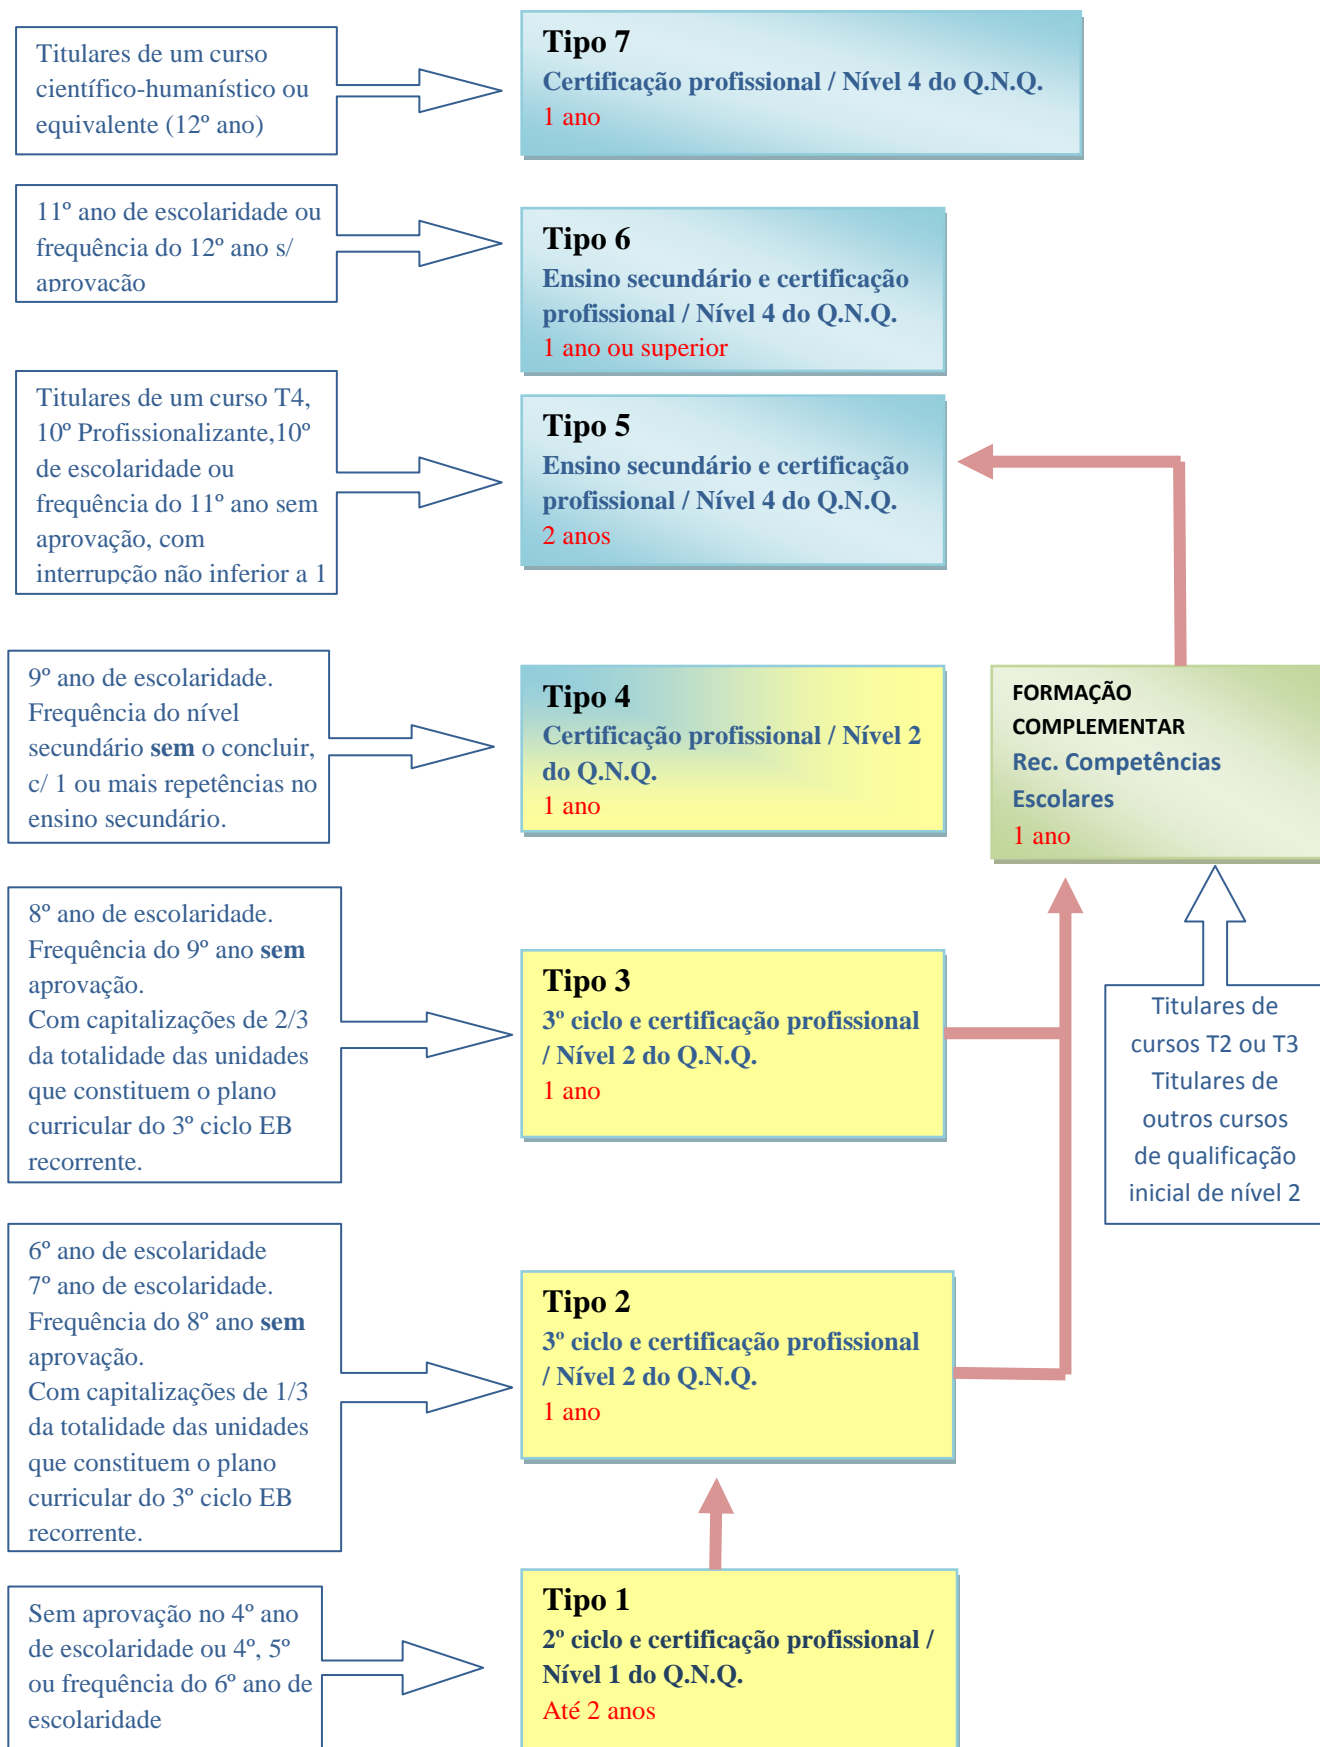 Titulares de um curso
científico-humanístico ou
equivalente (12º ano)
Tipo 7
Certificação profissional / Nível 4 do Q.N.Q.
1 ano
11º ano de escolaridade ou
frequência do 12º ano s/
aprovação
Tipo 6
Ensino secundário e certificação
profissional / Nível 4 do Q.N.Q.
1 ano ou superior
Titulares de um curso T4,
10º Profissionalizante,10º
de escolaridade ou
frequência do 11º ano sem
aprovação, com
interrupção não inferior a 1
Tipo 5
Ensino secundário e certificação
profissional / Nível 4 do Q.N.Q.
2 anos
9º ano de escolaridade.
Frequência do nível
secundário sem o concluir,
c/ 1 ou mais repetências no
ensino secundário.
Tipo 4
Certificação profissional / Nível 2
do Q.N.Q.
1 ano
FORMAÇÃO
COMPLEMENTAR
Rec. Competências
Escolares
1 ano
8º ano de escolaridade.
Frequência do 9º ano sem
aprovação.
Com capitalizações de 2/3
da totalidade das unidades
que constituem o plano
curricular do 3º ciclo EB
recorrente.
Tipo 3
3º ciclo e certificação profissional
/ Nível 2 do Q.N.Q.
1 ano
Titulares de
cursos T2 ou T3
Titulares de
outros cursos
de qualificação
inicial de nível 2
6º ano de escolaridade
7º ano de escolaridade.
Frequência do 8º ano sem
aprovação.
Com capitalizações de 1/3
da totalidade das unidades
que constituem o plano
curricular do 3º ciclo EB
recorrente.
Tipo 2
3º ciclo e certificação profissional
/ Nível 2 do Q.N.Q.
1 ano
Sem aprovação no 4º ano
de escolaridade ou 4º, 5º
ou frequência do 6º ano de
escolaridade
Tipo 1
2º ciclo e certificação profissional /
Nível 1 do Q.N.Q.
Até 2 anos